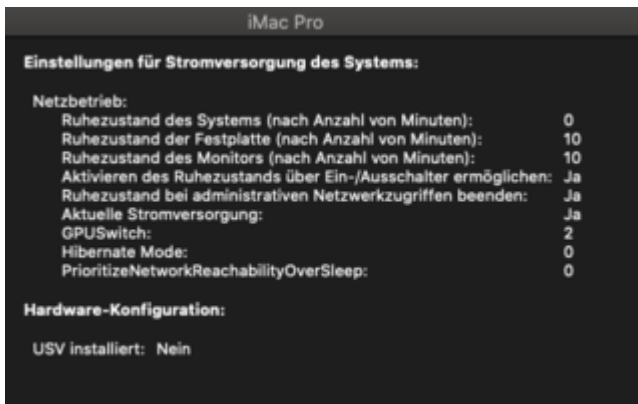 iMac Pro
Einstellungen für Stromversorgung des Systems:
Netzbetrieb:
Ruhezustand des Systems (nach Anzahl von Minuten): 0
Ruhezustand der Festplatte (nach Anzahl von Minuten): 10
Ruhezustand des Monitors (nach Anzahl von Minuten): 10
Aktivieren des Ruhezustands über Ein-/Ausschalter ermöglichen: Ja
Ruhezustand bei administrativen Netzwerkzugriffen beenden: Ja
Aktuelle Stromversorgung: Ja
GPUSwitch: 2
Hibernate Mode: 0
PrioritizeNetworkReachabilityOverSleep: 0
Hardware-Konfiguration:
USV installiert: Nein